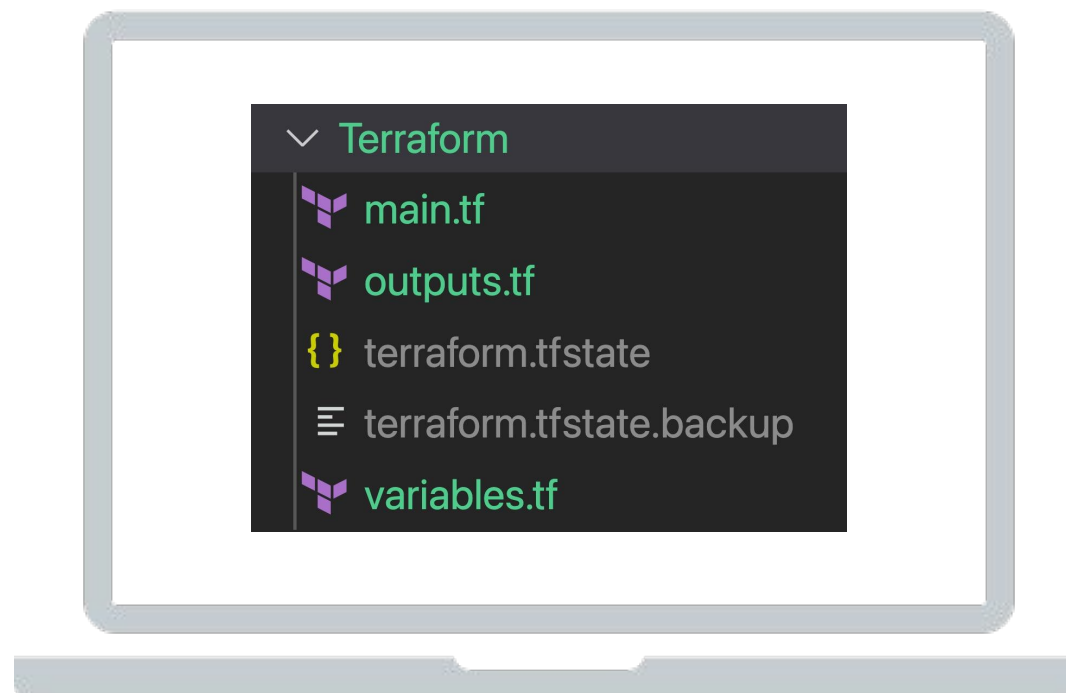 Terraform
main.tf
outputs.tf
terraform.tfstate
terraform.tfstate.backup
variables.tf